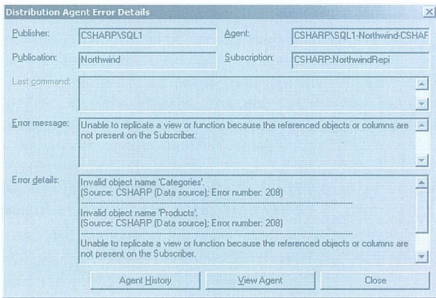 Distribution Agent Error Details
Publisher: CSHARP\SQL1 Agent: CSHARP\SQL1-Northwind-CSHAR
Publication: Northwind Subscription: CSHARP:NorthwindRepl
Last command:
Error message: Unable to replicate a view or function because the referenced objects or columns are
not present on the Subscriber.
Error details: Invalid object name 'Categories'.
(Source: CSHARP (Data source); Error number: 208)
Invalid object name 'Products'.
(Source: CSHARP (Data source); Error number: 208)
Unable to replicate a view or function because the referenced objects or columns are
not present on the Subscriber.
Agent History View Agent Close